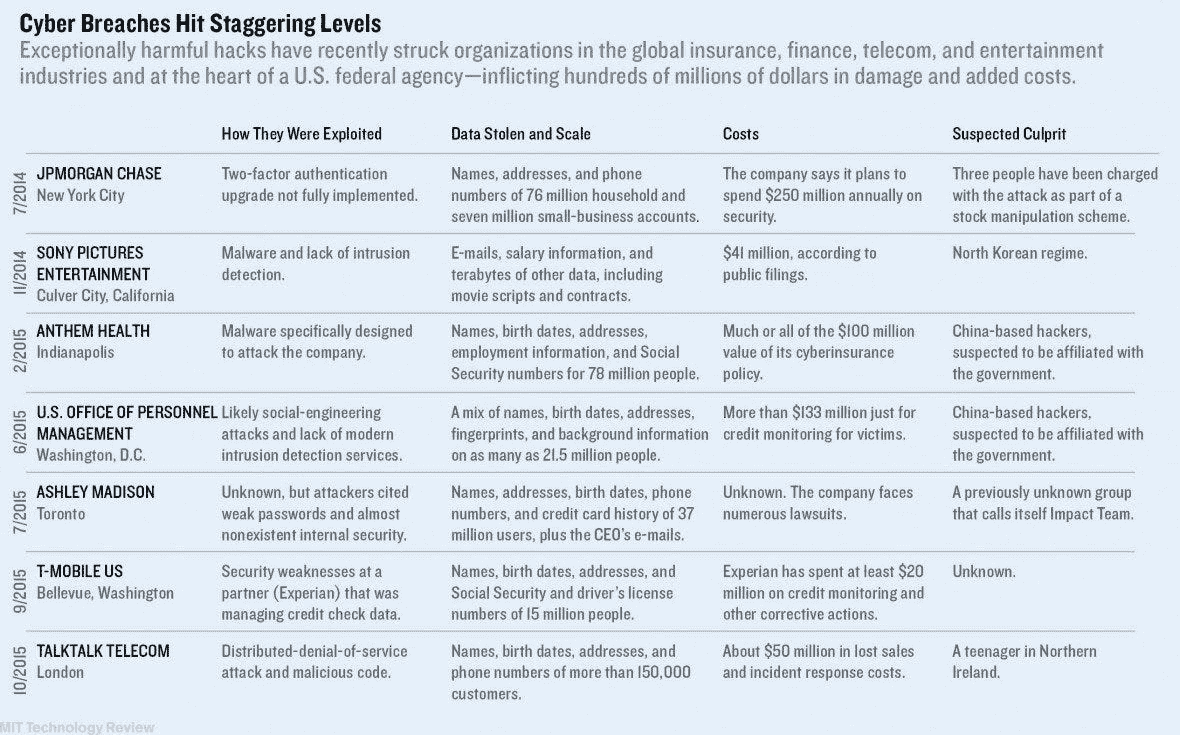 Cyber Breaches Hit Staggering Levels
Exceptionally harmful hacks have recently struck organizations in the global insurance, finance, telecom, and entertainment
industries and at the heart of a U.S. federal agency—inflicting hundreds of millions of dollars in damage and added costs.
How They Were Exploited
Data Stolen and Scale
Costs
Suspected Culprit
7/2014
JPMORGAN CHASE
New York City
Two-factor authentication
upgrade not fully implemented.
Names, addresses, and phone
numbers of 76 million household and
seven million small-business accounts.
The company says it plans to
spend $250 million annually on
security.
Three people have been charged
with the attack as part of a
stock manipulation scheme.
11/2014
SONY PICTURES
ENTERTAINMENT
Culver City, California
Malware and lack of intrusion
detection.
E-mails, salary information, and
terabytes of other data, including
movie scripts and contracts.
$41 million, according to
public filings.
North Korean regime.
2/2015
ANTHEM HEALTH
Indianapolis
Malware specifically designed
to attack the company.
Names, birth dates, addresses,
employment information, and Social
Security numbers for 78 million people.
Much or all of the $100 million
value of its cyberinsurance
policy.
China-based hackers,
suspected to be affiliated with
the government.
6/2015
U.S. OFFICE OF PERSONNEL
MANAGEMENT
Washington, D.C.
Likely social-engineering
attacks and lack of modern
intrusion detection services.
A mix of names, birth dates, addresses,
fingerprints, and background information
on as many as 21.5 million people.
More than $133 million just for
credit monitoring for victims.
China-based hackers,
suspected to be affiliated with
the government.
7/2015
ASHLEY MADISON
Toronto
Unknown, but attackers cited
weak passwords and almost
nonexistent internal security.
Names, addresses, birth dates, phone
numbers, and credit card history of 37
million users, plus the CEO's e-mails.
Unknown. The company faces
numerous lawsuits.
A previously unknown group
that calls itself Impact Team.
9/2015
T-MOBILE US
Bellevue, Washington
Security weaknesses at a
partner (Experian) that was
managing credit check data.
Names, birth dates, addresses, and
Social Security and driver's license
numbers of 15 million people.
Experian has spent at least $20
million on credit monitoring and
other corrective actions.
Unknown.
10/2015
TALKTALK TELECOM
London
Distributed-denial-of-service
attack and malicious code.
Names, birth dates, addresses, and
phone numbers of more than 150,000
customers.
About $50 million in lost sales
and incident response costs.
A teenager in Northern
Ireland.
MIT Technology Review